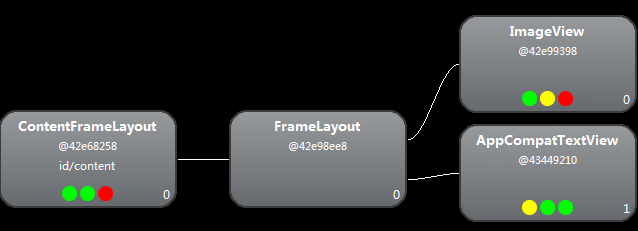 ContentFrameLayout
@42e68258
id/content
0
FrameLayout
@42e98ee8
0
ImageView
@42e99398
0
AppCompatTextView
@43449210
1